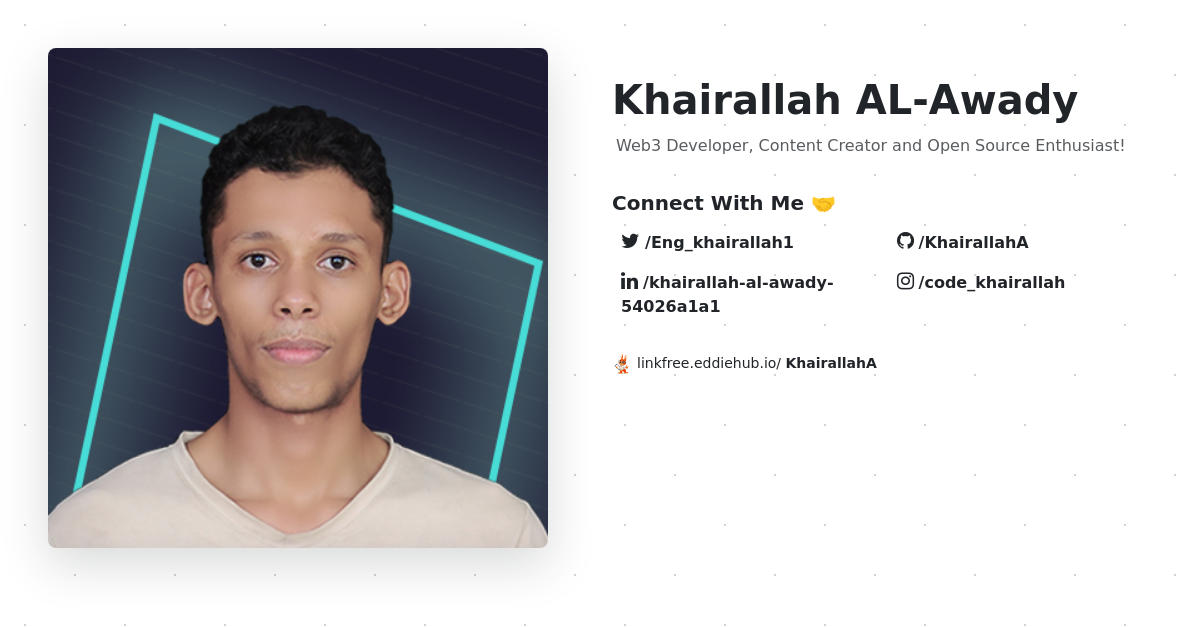 Khairallah AL-Awady
Web3 Developer, Content Creator and Open Source Enthusiast!
Connect With Me 🤝
/Eng_khairallah1
/KhairallahA
/khairallah-al-awady-
54026a1a1
/code_khairallah
linkfree.eddiehub.io/ KhairallahA